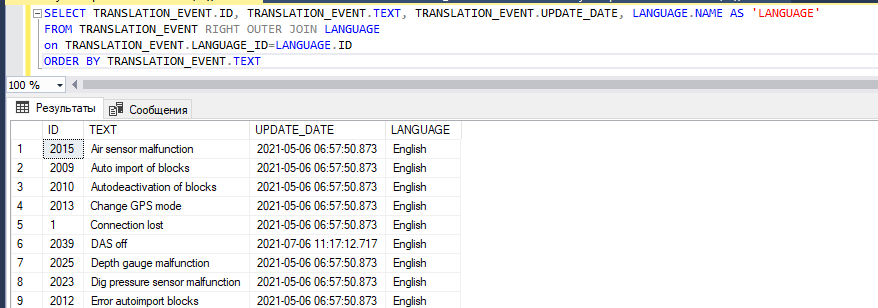 SELECT TRANSLATION_EVENT.ID, TRANSLATION_EVENT.TEXT, TRANSLATION_EVENT.UPDATE_DATE, LANGUAGE.NAME AS 'LANGUAGE'
FROM TRANSLATION_EVENT RIGHT OUTER JOIN LANGUAGE
on TRANSLATION_EVENT.LANGUAGE_ID=LANGUAGE.ID
ORDER BY TRANSLATION_EVENT.TEXT
100 %
Результаты Сообщения
ID TEXT UPDATE_DATE LANGUAGE
1 2015 Air sensor malfunction 2021-05-06 06:57:50.873 English
2 2009 Auto import of blocks 2021-05-06 06:57:50.873 English
3 2010 Autodeactivation of blocks 2021-05-06 06:57:50.873 English
4 2013 Change GPS mode 2021-05-06 06:57:50.873 English
5 1 Connection lost 2021-05-06 06:57:50.873 English
6 2039 DAS off 2021-07-06 11:17:12.717 English
7 2025 Depth gauge malfunction 2021-05-06 06:57:50.873 English
8 2023 Dig pressure sensor malfunction 2021-05-06 06:57:50.873 English
9 2012 Error autoimport blocks 2021-05-06 06:57:50.873 English